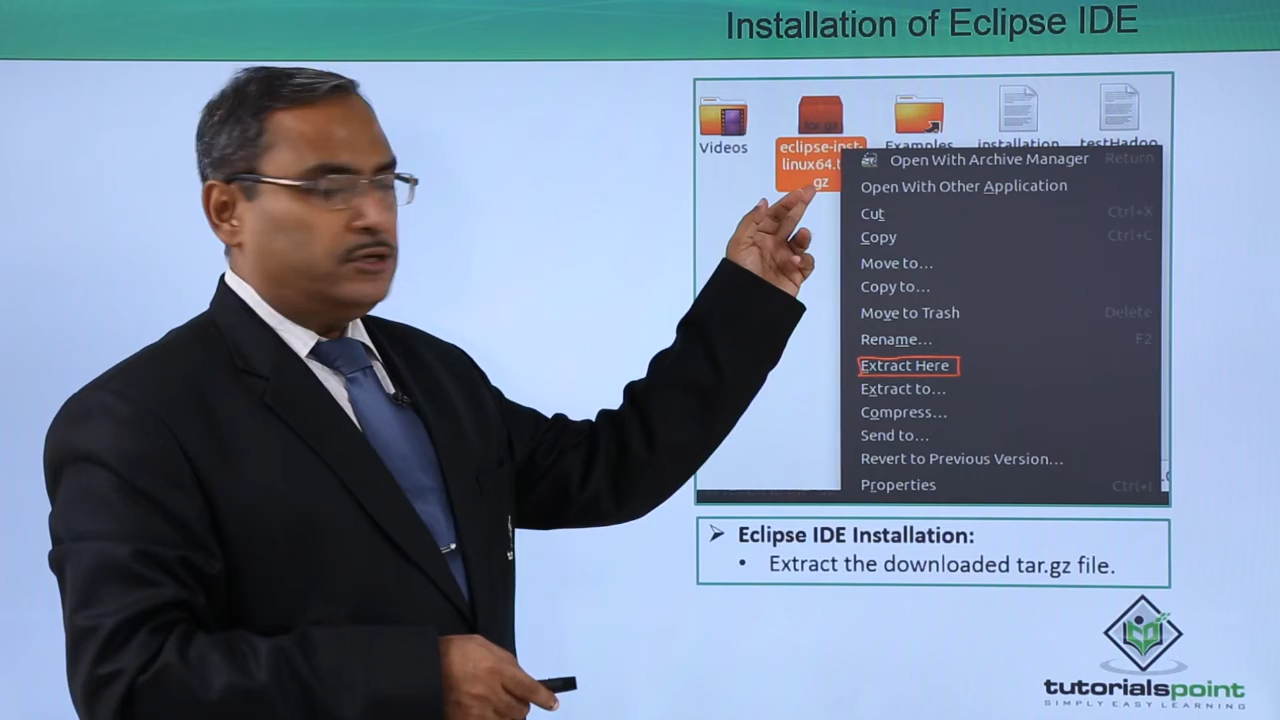 Installation of Eclipse IDE
tar.gz
Videos
eclipse-inst-
linux64.t
gz
Examples
installation
testHadoo
Open With Archive Manager Return
Open With Other Application
Cut Ctrl+X
Copy Ctrl+C
Move to...
Copy to...
Move to Trash Delete
Rename... F2
Extract Here
Extract to...
Compress...
Send to...
Revert to Previous Version...
Properties Ctrl+I
➢ Eclipse IDE Installation:
• Extract the downloaded tar.gz file.
tutorialspoint
SIMPLY EASY LEARNING